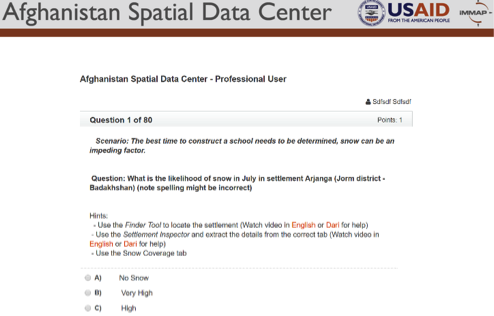 Afghanistan Spatial Data Center
USAID
FROM THE AMERICAN PEOPLE
IMMAP
Afghanistan Spatial Data Center - Professional User
Sdfsdf Sdfsdf
Question 1 of 80
Points: 1
Scenario: The best time to construct a school needs to be determined, snow can be an
impeding factor.
Question: What is the likelihood of snow in July in settlement Arjanga (Jorm district -
Badakhshan) (note spelling might be incorrect)
Hints:
- Use the Finder Tool to locate the settlement (Watch video in English or Dari for help)
- Use the Settlement Inspector and extract the details from the correct tab (Watch video in
English or Dari for help)
- Use the Snow Coverage tab
A) No Snow
B) Very High
C) High